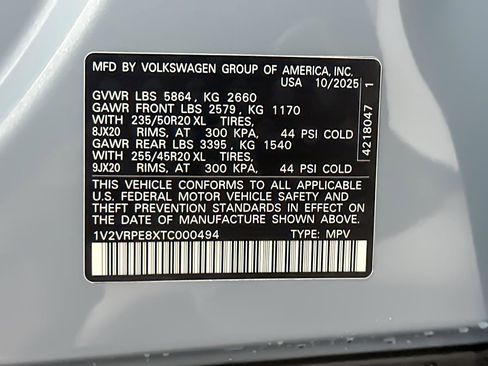 MFD BY VOLKSWAGEN GROUP OF AMERICA, INC.
USA 10/2025
GVWR LBS 5864, KG 2660
GAWR FRONT LBS 2579, KG 1170
WITH 235/50R20 XL TIRES,
8JX20 RIMS, AT 300 KPA, 44 PSI COLD
GAWR REAR LBS 3395, KG 1540
WITH 255/45R20 XL TIRES,
9JX20 RIMS, AT 300 KPA, 44 PSI COLD
THIS VEHICLE CONFORMS TO ALL APPLICABLE
U.S. FEDERAL MOTOR VEHICLE SAFETY AND
THEFT PREVENTION STANDARDS IN EFFECT ON
THE DATE OF MANUFACTURE SHOWN ABOVE.
1V2VRPE8XTC000494 TYPE: MPV
4218047 1